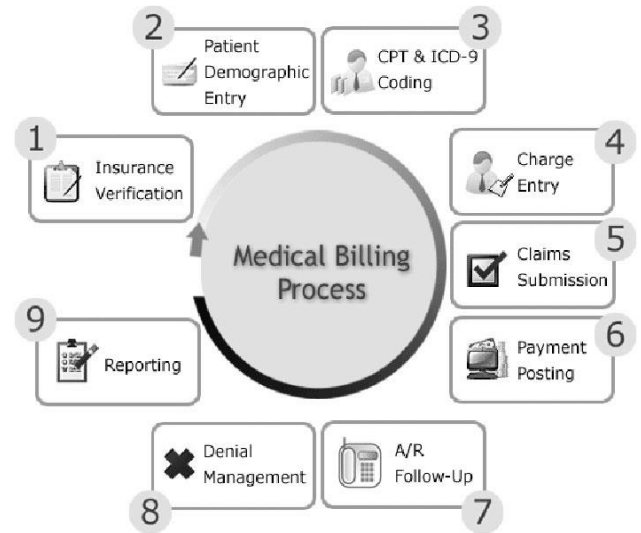 2
Patient
Demographic
Entry
3
CPT & ICD-9
Coding
1
Insurance
Verification
4
Charge
Entry
Medical Billing
Process
5
Claims
Submission
9
Reporting
6
Payment
Posting
Denial
Management
8
A/R
Follow-Up
7